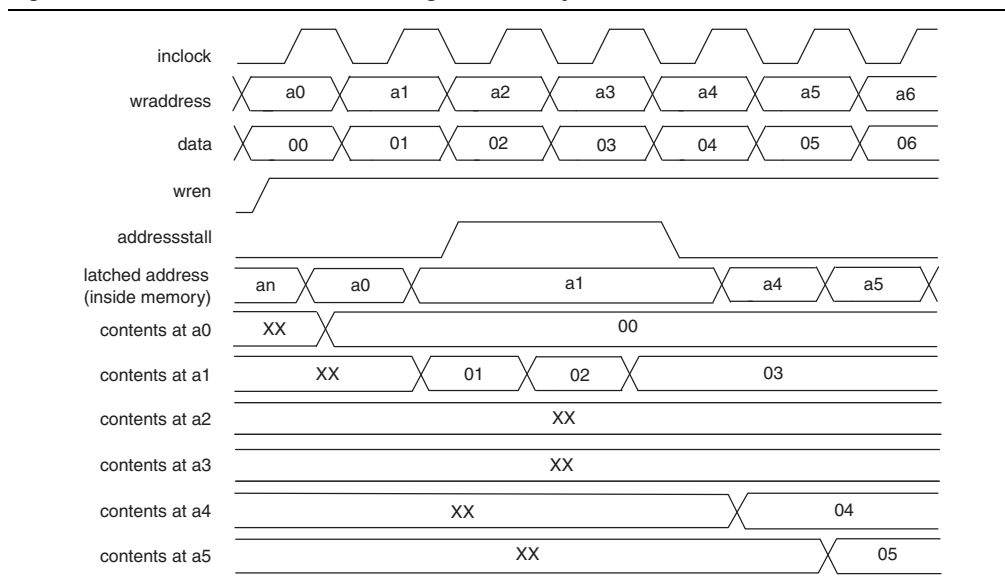 inclock
wraddress a0 a1 a2 a3 a4 a5 a6
data 00 01 02 03 04 05 06
wren
addressstall
latched address
(inside memory) an a0 a1 a4 a5
contents at a0 XX 00
contents at a1 XX 01 02 03
contents at a2 XX
contents at a3 XX
contents at a4 XX 04
contents at a5 XX 05